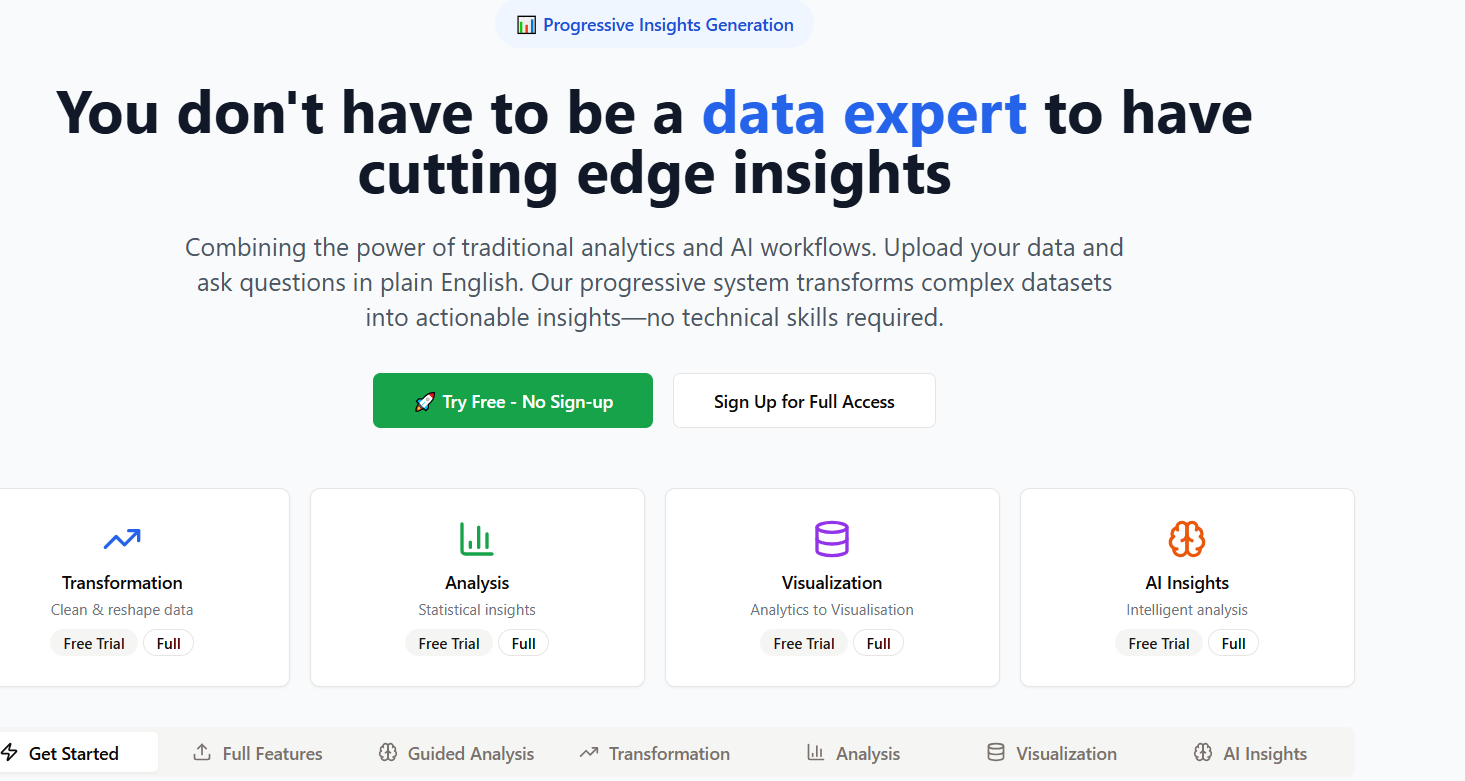 Progressive Insights Generation
You don't have to be a data expert to have
cutting edge insights
Combining the power of traditional analytics and AI workflows. Upload your data and
ask questions in plain English. Our progressive system transforms complex datasets
into actionable insights—no technical skills required.
Try Free - No Sign-up
Sign Up for Full Access
Transformation
Clean & reshape data
Free Trial Full
Analysis
Statistical insights
Free Trial Full
Visualization
Analytics to Visualisation
Free Trial Full
AI Insights
Intelligent analysis
Free Trial Full
Get Started Full Features Guided Analysis Transformation Analysis Visualization AI Insights